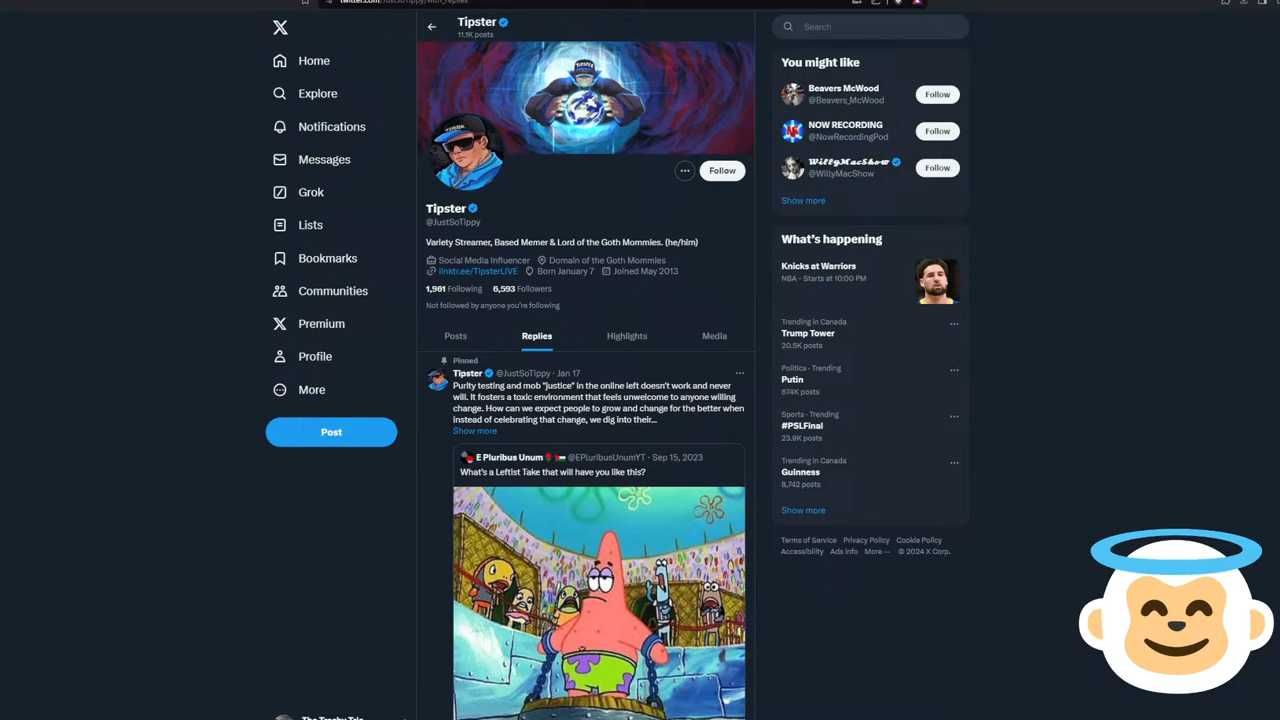 twitter.com/JustSoTippy/with_replies
Tipster
11.1K posts
Search
Home
Explore
Notifications
Messages
Grok
Lists
Bookmarks
Communities
Premium
Profile
More
Post
TIPSTER
Follow
Tipster
@JustSoTippy
Variety Streamer, Based Memer & Lord of the Goth Mommies. (he/him)
Social Media Influencer Domain of the Goth Mommies
linktr.ee/TipsterLIVE Born January 7 Joined May 2013
1,961 Following 6,593 Followers
Not followed by anyone you're following
Posts Replies Highlights Media
Pinned
Tipster @JustSoTippy · Jan 17
Purity testing and mob "justice" in the online left doesn't work and never
will. It fosters a toxic environment that feels unwelcome to anyone willing
change. How can we expect people to grow and change for the better when
instead of celebrating that change, we dig into their...
Show more
E Pluribus Unum @EPluribusUnumYT · Sep 15, 2023
What's a Leftist Take that will have you like this?
You might like
Beavers McWood
@Beavers_McWood
Follow
NOW RECORDING
@NowRecordingPod
Follow
WillyMacShow
@WillyMacShow
Follow
Show more
What's happening
Knicks at Warriors
NBA · Starts at 10:00 PM
Trending in Canada
Trump Tower
20.5K posts
Politics · Trending
Putin
674K posts
Sports · Trending
#PSLFinal
23.9K posts
Trending in Canada
Guinness
8,742 posts
Show more
Terms of Service Privacy Policy Cookie Policy
Accessibility Ads info More ··· © 2024 X Corp.